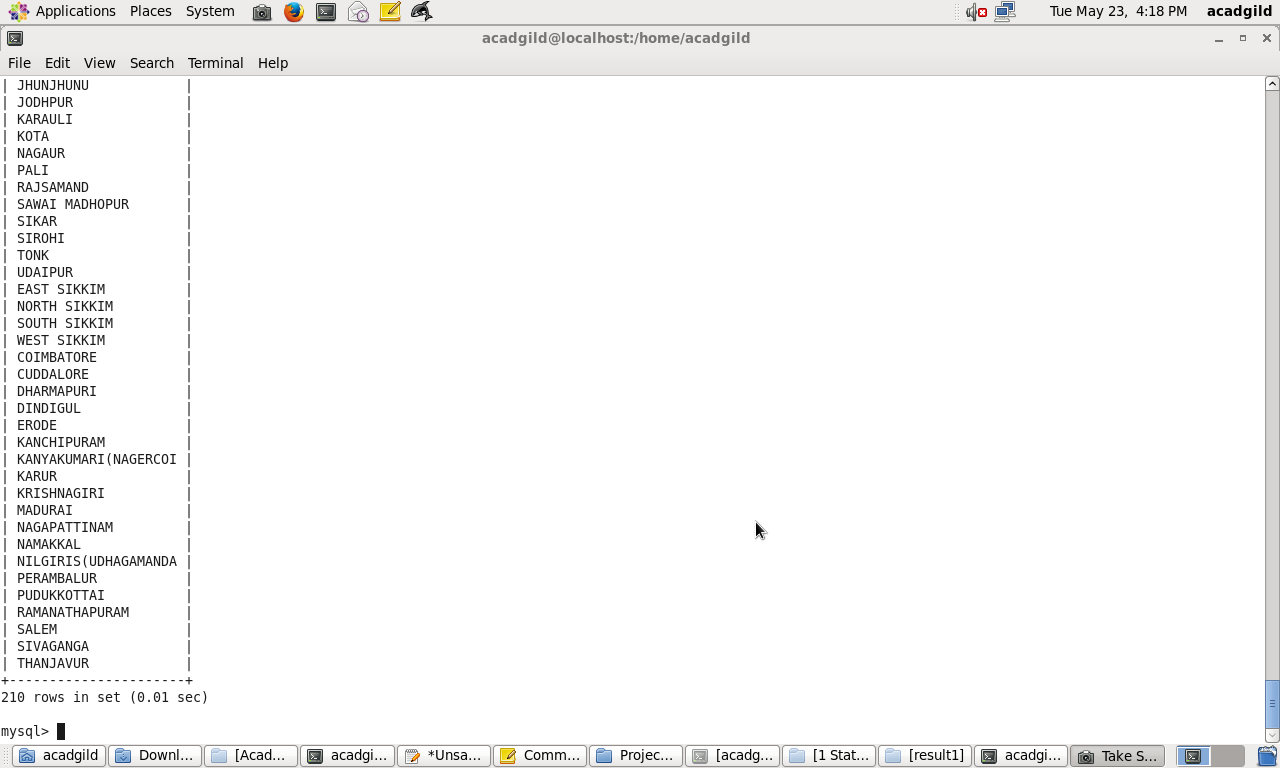 Applications Places System Tue May 23, 4:18 PM acadgild
acadgild@localhost:/home/acadgild
File Edit View Search Terminal Help
| JHUNJHUNU |
| JODHPUR |
| KARAULI |
| KOTA |
| NAGAUR |
| PALI |
| RAJSAMAND |
| SAWAI MADHOPUR |
| SIKAR |
| SIROHI |
| TONK |
| UDAIPUR |
| EAST SIKKIM |
| NORTH SIKKIM |
| SOUTH SIKKIM |
| WEST SIKKIM |
| COIMBATORE |
| CUDDALORE |
| DHARMAPURI |
| DINDIGUL |
| ERODE |
| KANCHIPURAM |
| KANYAKUMARI(NAGERCOI |
| KARUR |
| KRISHNAGIRI |
| MADURAI |
| NAGAPATTINAM |
| NAMAKKAL |
| NILGIRIS(UDHAGAMANDA |
| PERAMBALUR |
| PUDUKKOTTAI |
| RAMANATHAPURAM |
| SALEM |
| SIVAGANGA |
| THANJAVUR |
+----------------------+
210 rows in set (0.01 sec)
mysql>
acadgild Downl... [Acad... acadgi... *Unsa... Comm... Projec... [acadg... [1 Stat... [result1] acadgi... Take S...